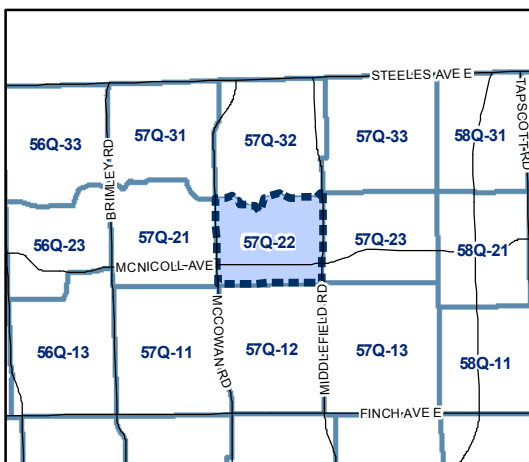 STEELES AVE E
TAPSCOTT RD
56Q-33
57Q-31
57Q-32
57Q-33
58Q-31
BRIMLEY RD
56Q-23
57Q-21
57Q-22
57Q-23
58Q-21
MCNICOLL AVE
MCCOWAN RD
MIDDLEFIELD RD
56Q-13
57Q-11
57Q-12
57Q-13
58Q-11
FINCH AVE E